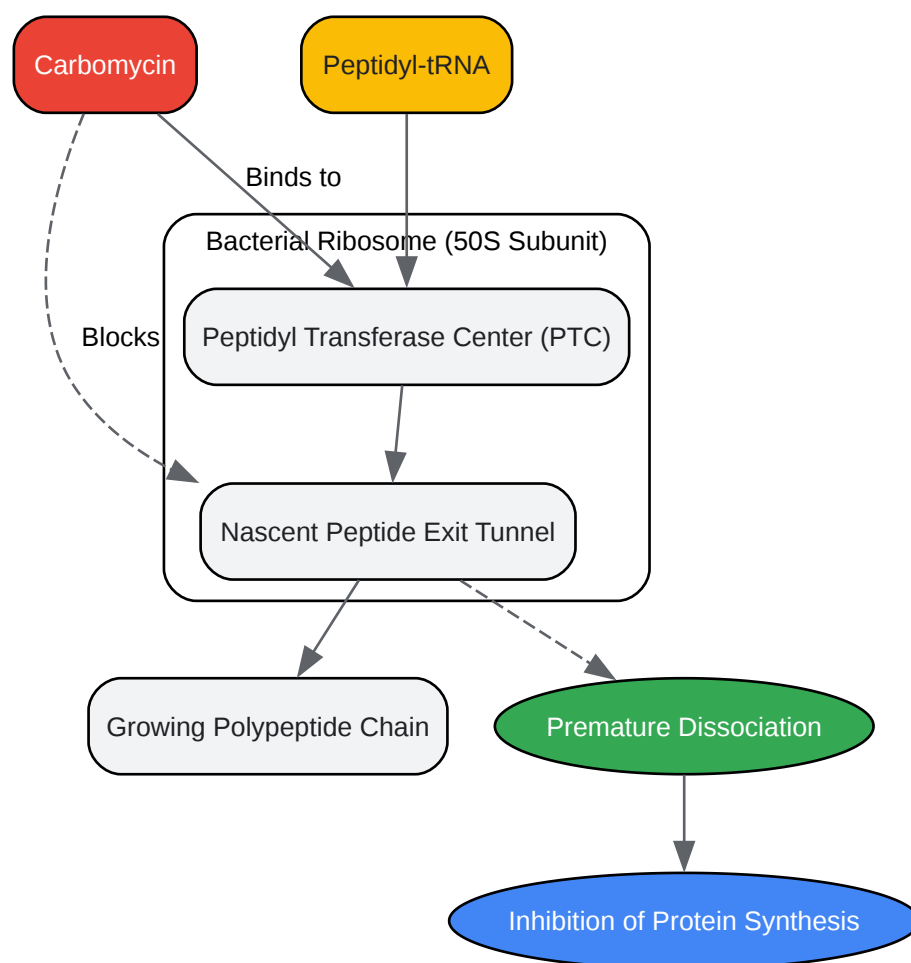 Carbomycin
Peptidyl-tRNA
Binds to
Bacterial Ribosome (50S Subunit)
Blocks
Peptidyl Transferase Center (PTC)
Nascent Peptide Exit Tunnel
Growing Polypeptide Chain
Premature Dissociation
Inhibition of Protein Synthesis